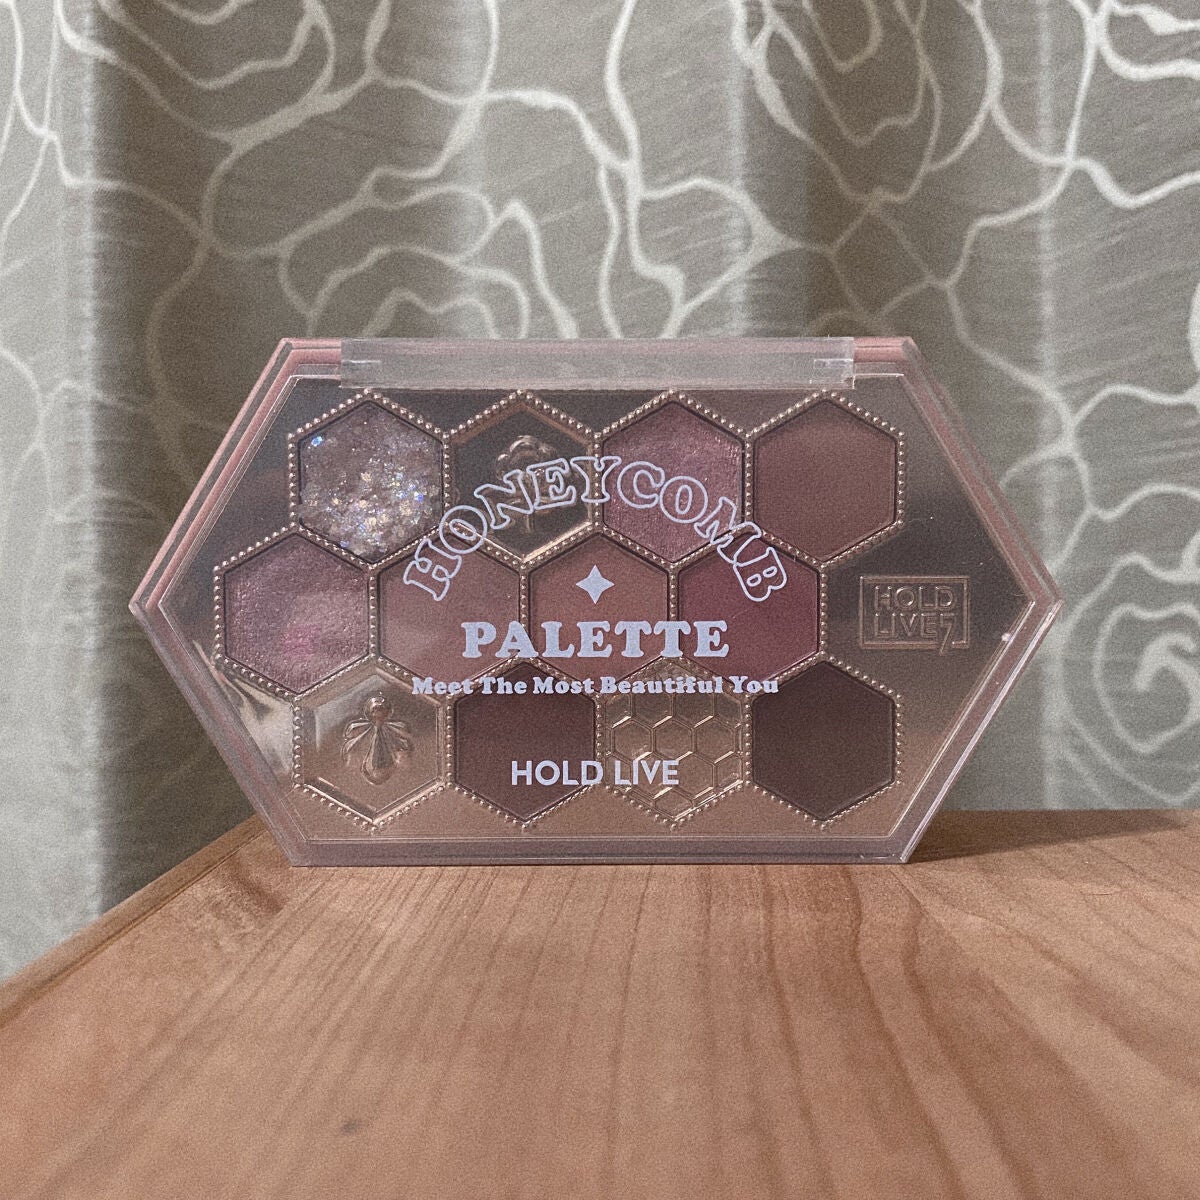 HONEYCOMB
PALETTE
Meet The Most Beautiful You
HOLD LIVE
HOLD
LIVE